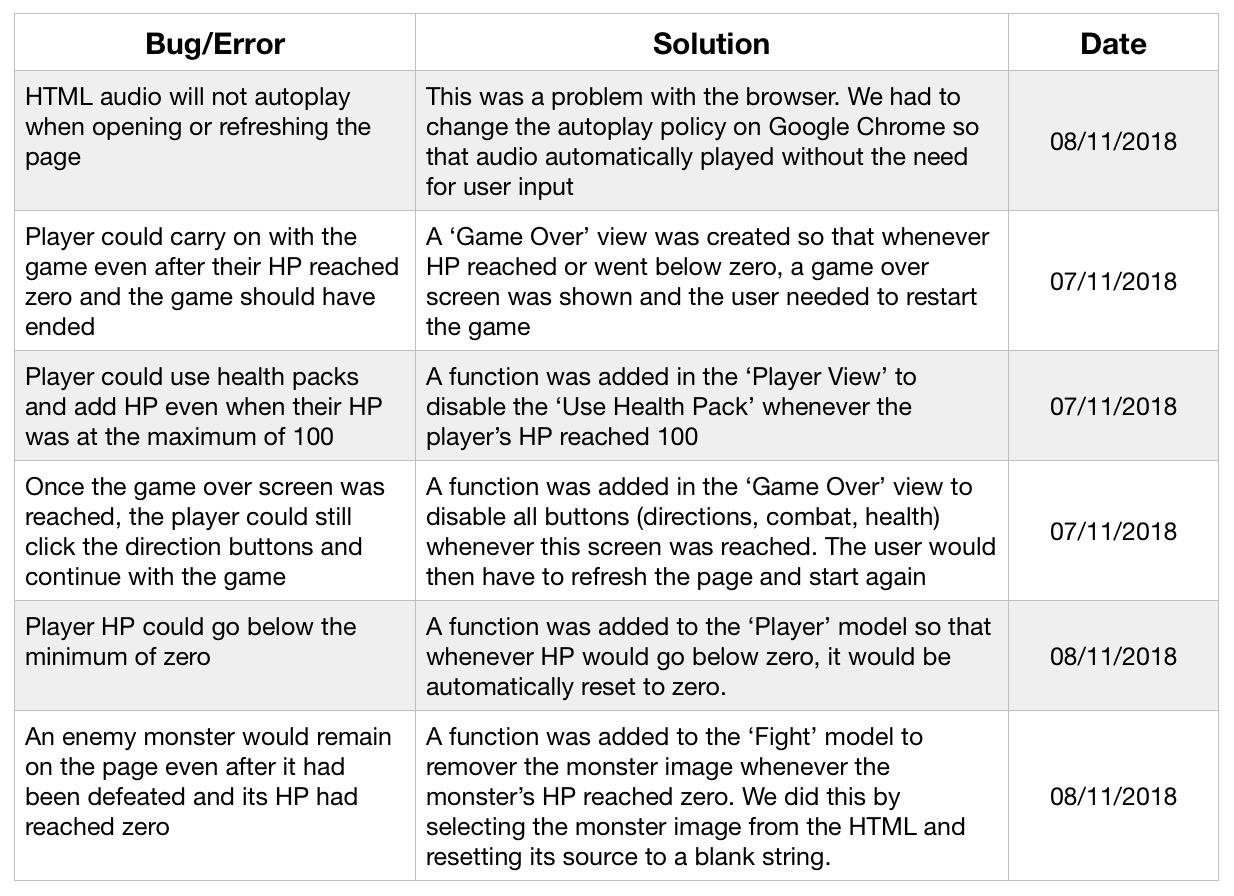 Bug/Error Solution Date
HTML audio will not autoplay
when opening or refreshing the
page
This was a problem with the browser. We had to
change the autoplay policy on Google Chrome so
that audio automatically played without the need
for user input
08/11/2018
Player could carry on with the
game even after their HP reached
zero and the game should have
ended
A ‘Game Over’ view was created so that whenever
HP reached or went below zero, a game over
screen was shown and the user needed to restart
the game
07/11/2018
Player could use health packs
and add HP even when their HP
was at the maximum of 100
A function was added in the ‘Player View’ to
disable the ‘Use Health Pack’ whenever the
player’s HP reached 100
07/11/2018
Once the game over screen was
reached, the player could still
click the direction buttons and
continue with the game
A function was added in the ‘Game Over’ view to
disable all buttons (directions, combat, health)
whenever this screen was reached. The user would
then have to refresh the page and start again
07/11/2018
Player HP could go below the
minimum of zero
A function was added to the ‘Player’ model so that
whenever HP would go below zero, it would be
automatically reset to zero.
08/11/2018
An enemy monster would remain
on the page even after it had
been defeated and its HP had
reached zero
A function was added to the ‘Fight’ model to
remover the monster image whenever the
monster’s HP reached zero. We did this by
selecting the monster image from the HTML and
resetting its source to a blank string.
08/11/2018